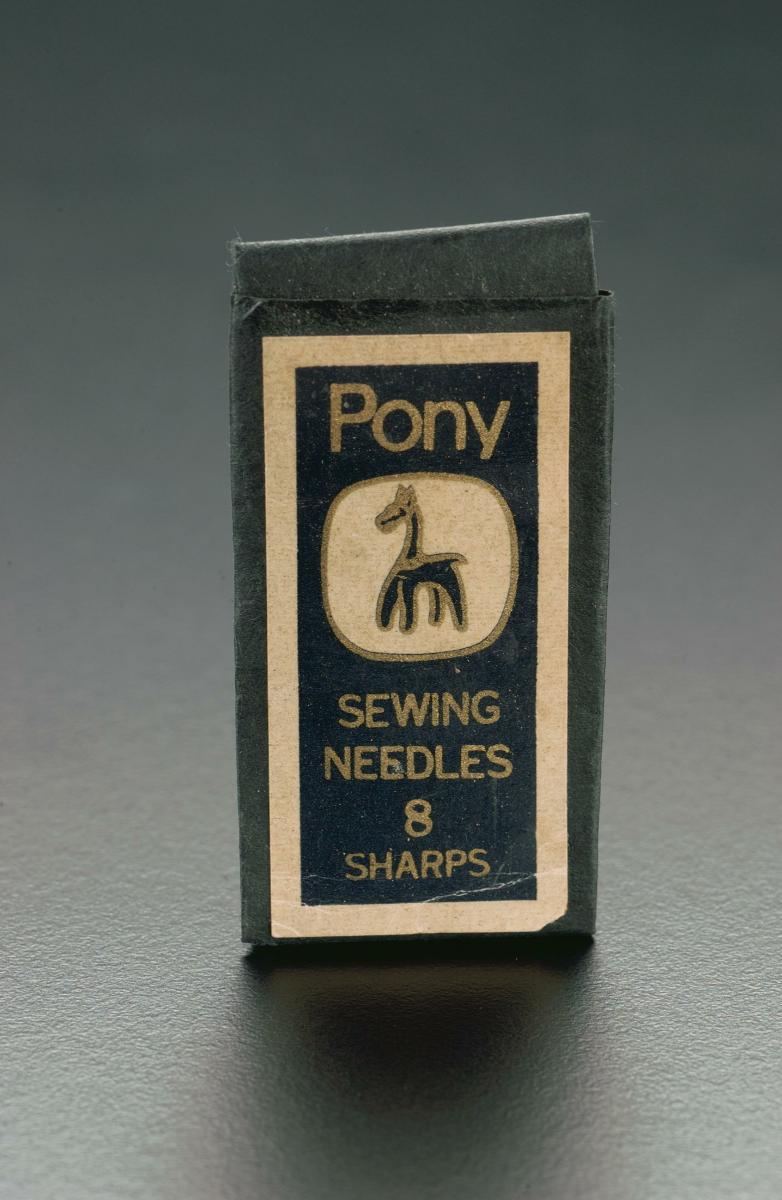 Pony
SEWING
NEEDLES
8
SHARPS